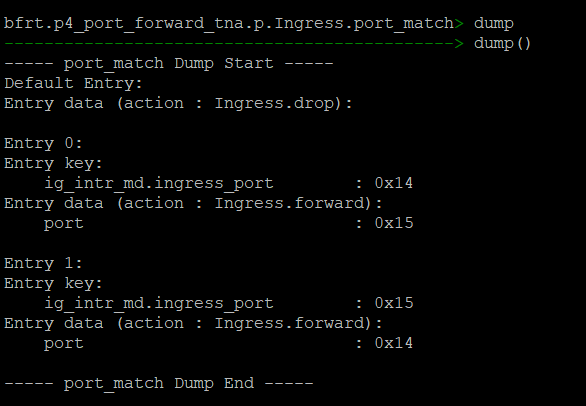 bfrt.p4_port_forward_tna.p.Ingress.port_match> dump
---------------------------------------------> dump()
----- port_match Dump Start -----
Default Entry:
Entry data (action : Ingress.drop):
Entry 0:
Entry key:
    ig_intr_md.ingress_port        : 0x14
Entry data (action : Ingress.forward):
    port                           : 0x15
Entry 1:
Entry key:
    ig_intr_md.ingress_port        : 0x15
Entry data (action : Ingress.forward):
    port                           : 0x14
----- port_match Dump End -----